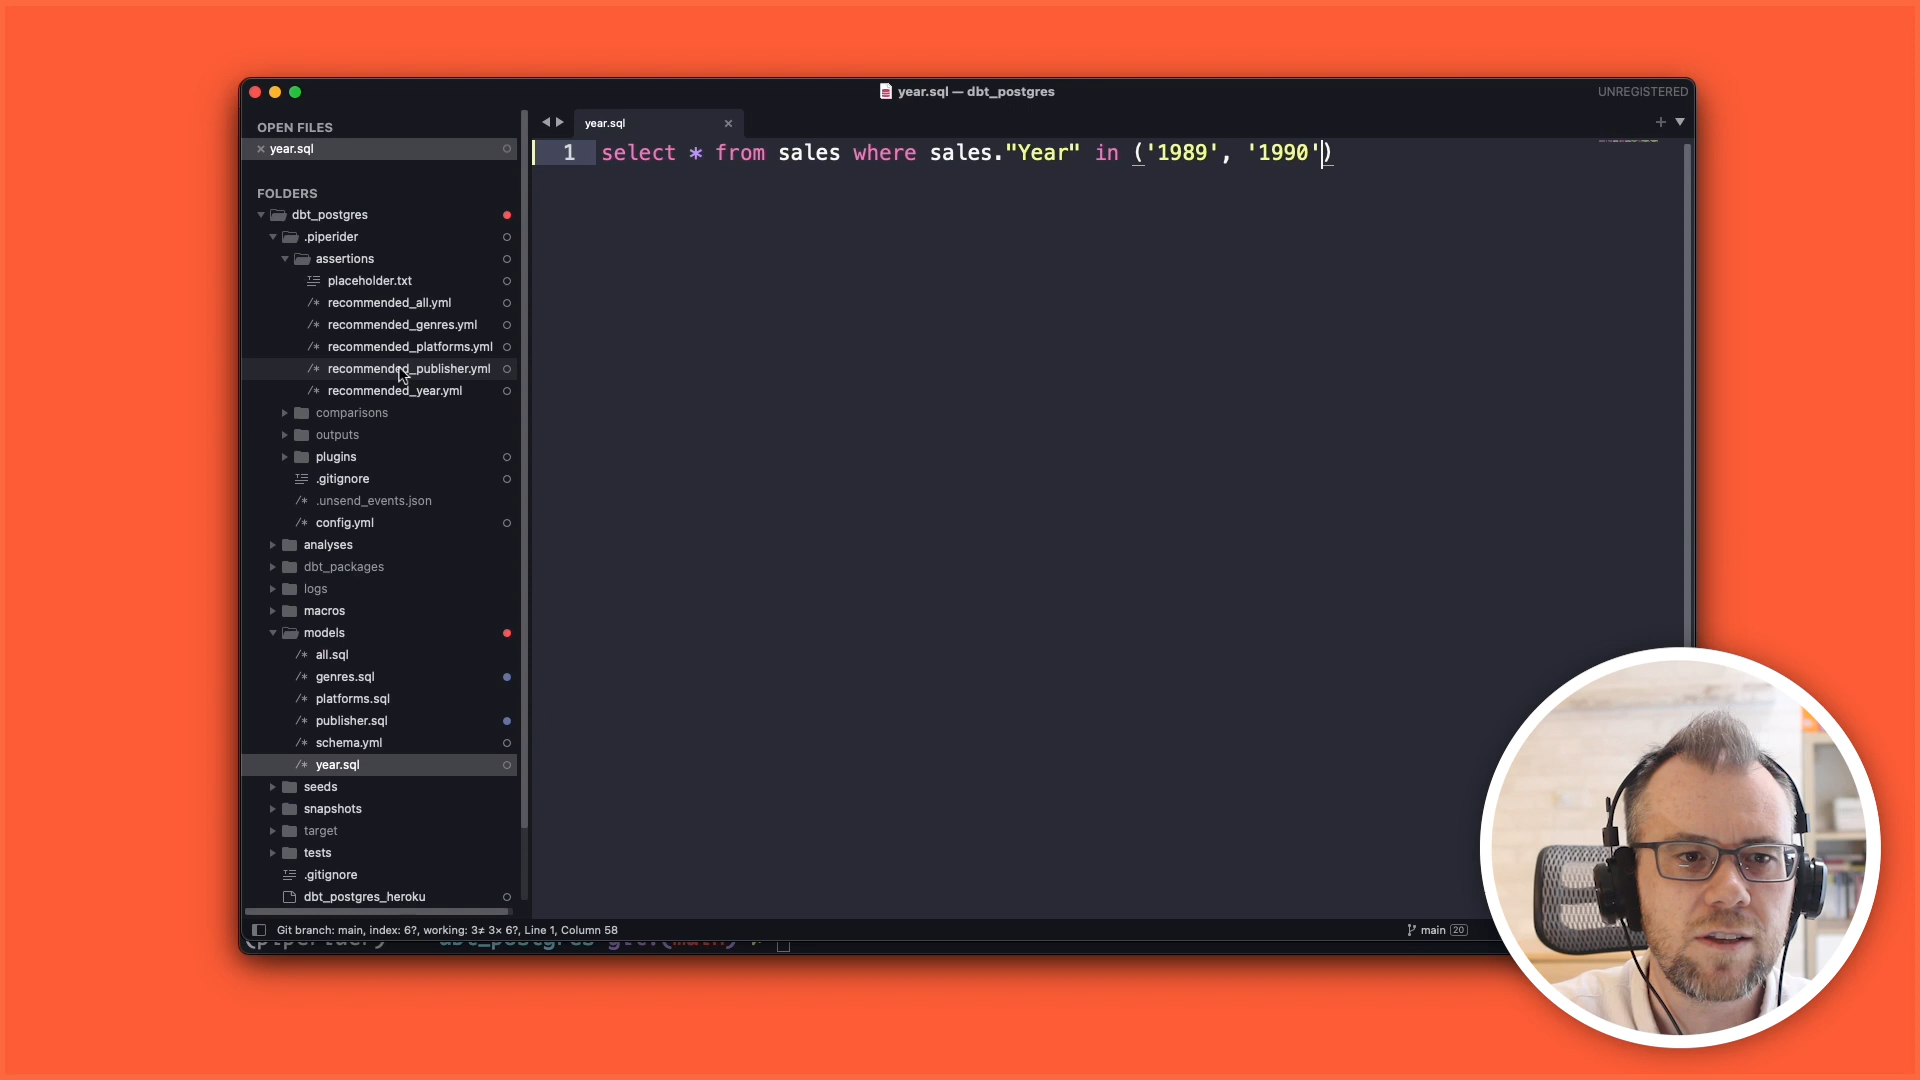 year.sql — dbt_postgres
UNREGISTERED
OPEN FILES
year.sql
FOLDERS
dbt_postgres
.piperider
assertions
placeholder.txt
recommended_all.yml
recommended_genres.yml
recommended_platforms.yml
recommended_publisher.yml
recommended_year.yml
comparisons
outputs
plugins
.gitignore
.unsend_events.json
config.yml
analyses
dbt_packages
logs
macros
models
all.sql
genres.sql
platforms.sql
publisher.sql
schema.yml
year.sql
seeds
snapshots
target
tests
.gitignore
dbt_postgres_heroku
year.sql
1 select * from sales where sales."Year" in ('1989', '1990')
Git branch: main, index: 6?, working: 3≠ 3× 6?, Line 1, Column 58
main 20